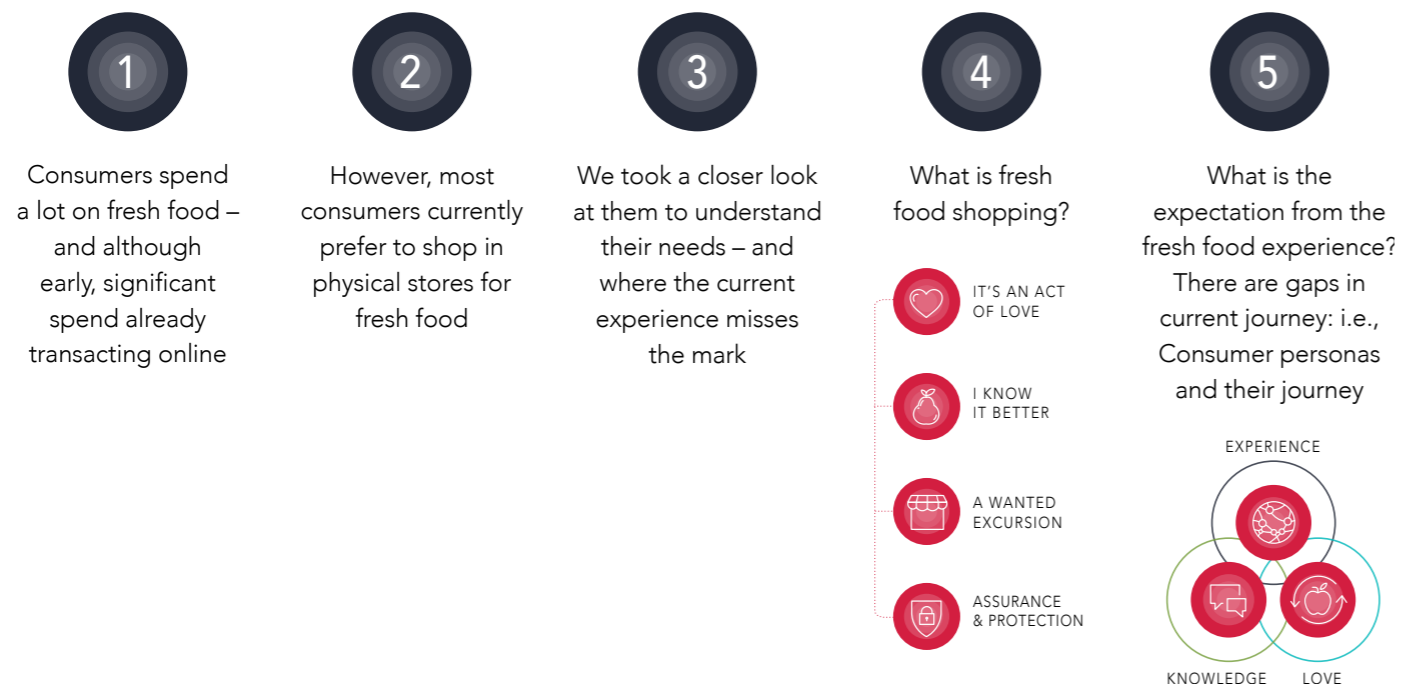 1
Consumers spend
a lot on fresh food –
and although
early, significant
spend already
transacting online
2
However, most
consumers currently
prefer to shop in
physical stores for
fresh food
3
We took a closer look
at them to understand
their needs – and
where the current
experience misses
the mark
4
What is fresh
food shopping?
IT'S AN ACT
OF LOVE
I KNOW
IT BETTER
A WANTED
EXCURSION
ASSURANCE
& PROTECTION
5
What is the
expectation from the
fresh food experience?
There are gaps in
current journey: i.e.,
Consumer personas
and their journey
EXPERIENCE
KNOWLEDGE
LOVE